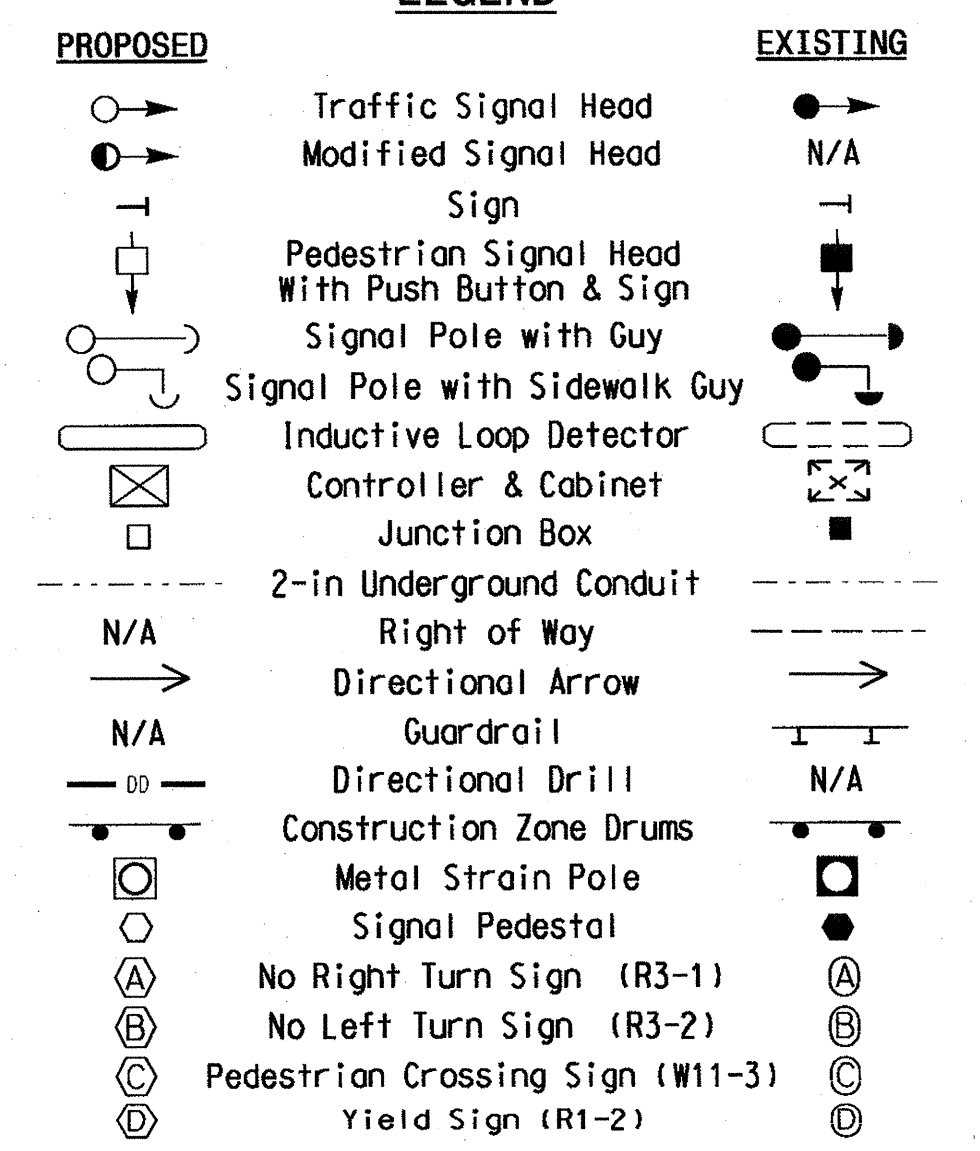 LEGEND
PROPOSED EXISTING
Traffic Signal Head
Modified Signal Head N/A
Sign
Pedestrian Signal Head
With Push Button & Sign
Signal Pole with Guy
Signal Pole with Sidewalk Guy
Inductive Loop Detector
Controller & Cabinet
Junction Box
2-in Underground Conduit
N/A Right of Way
Directional Arrow
N/A Guardrail
DD Directional Drill N/A
Construction Zone Drums
Metal Strain Pole
Signal Pedestal
A No Right Turn Sign (R3-1) A
B No Left Turn Sign (R3-2) B
C Pedestrian Crossing Sign (W11-3) C
D Yield Sign (R1-2) D